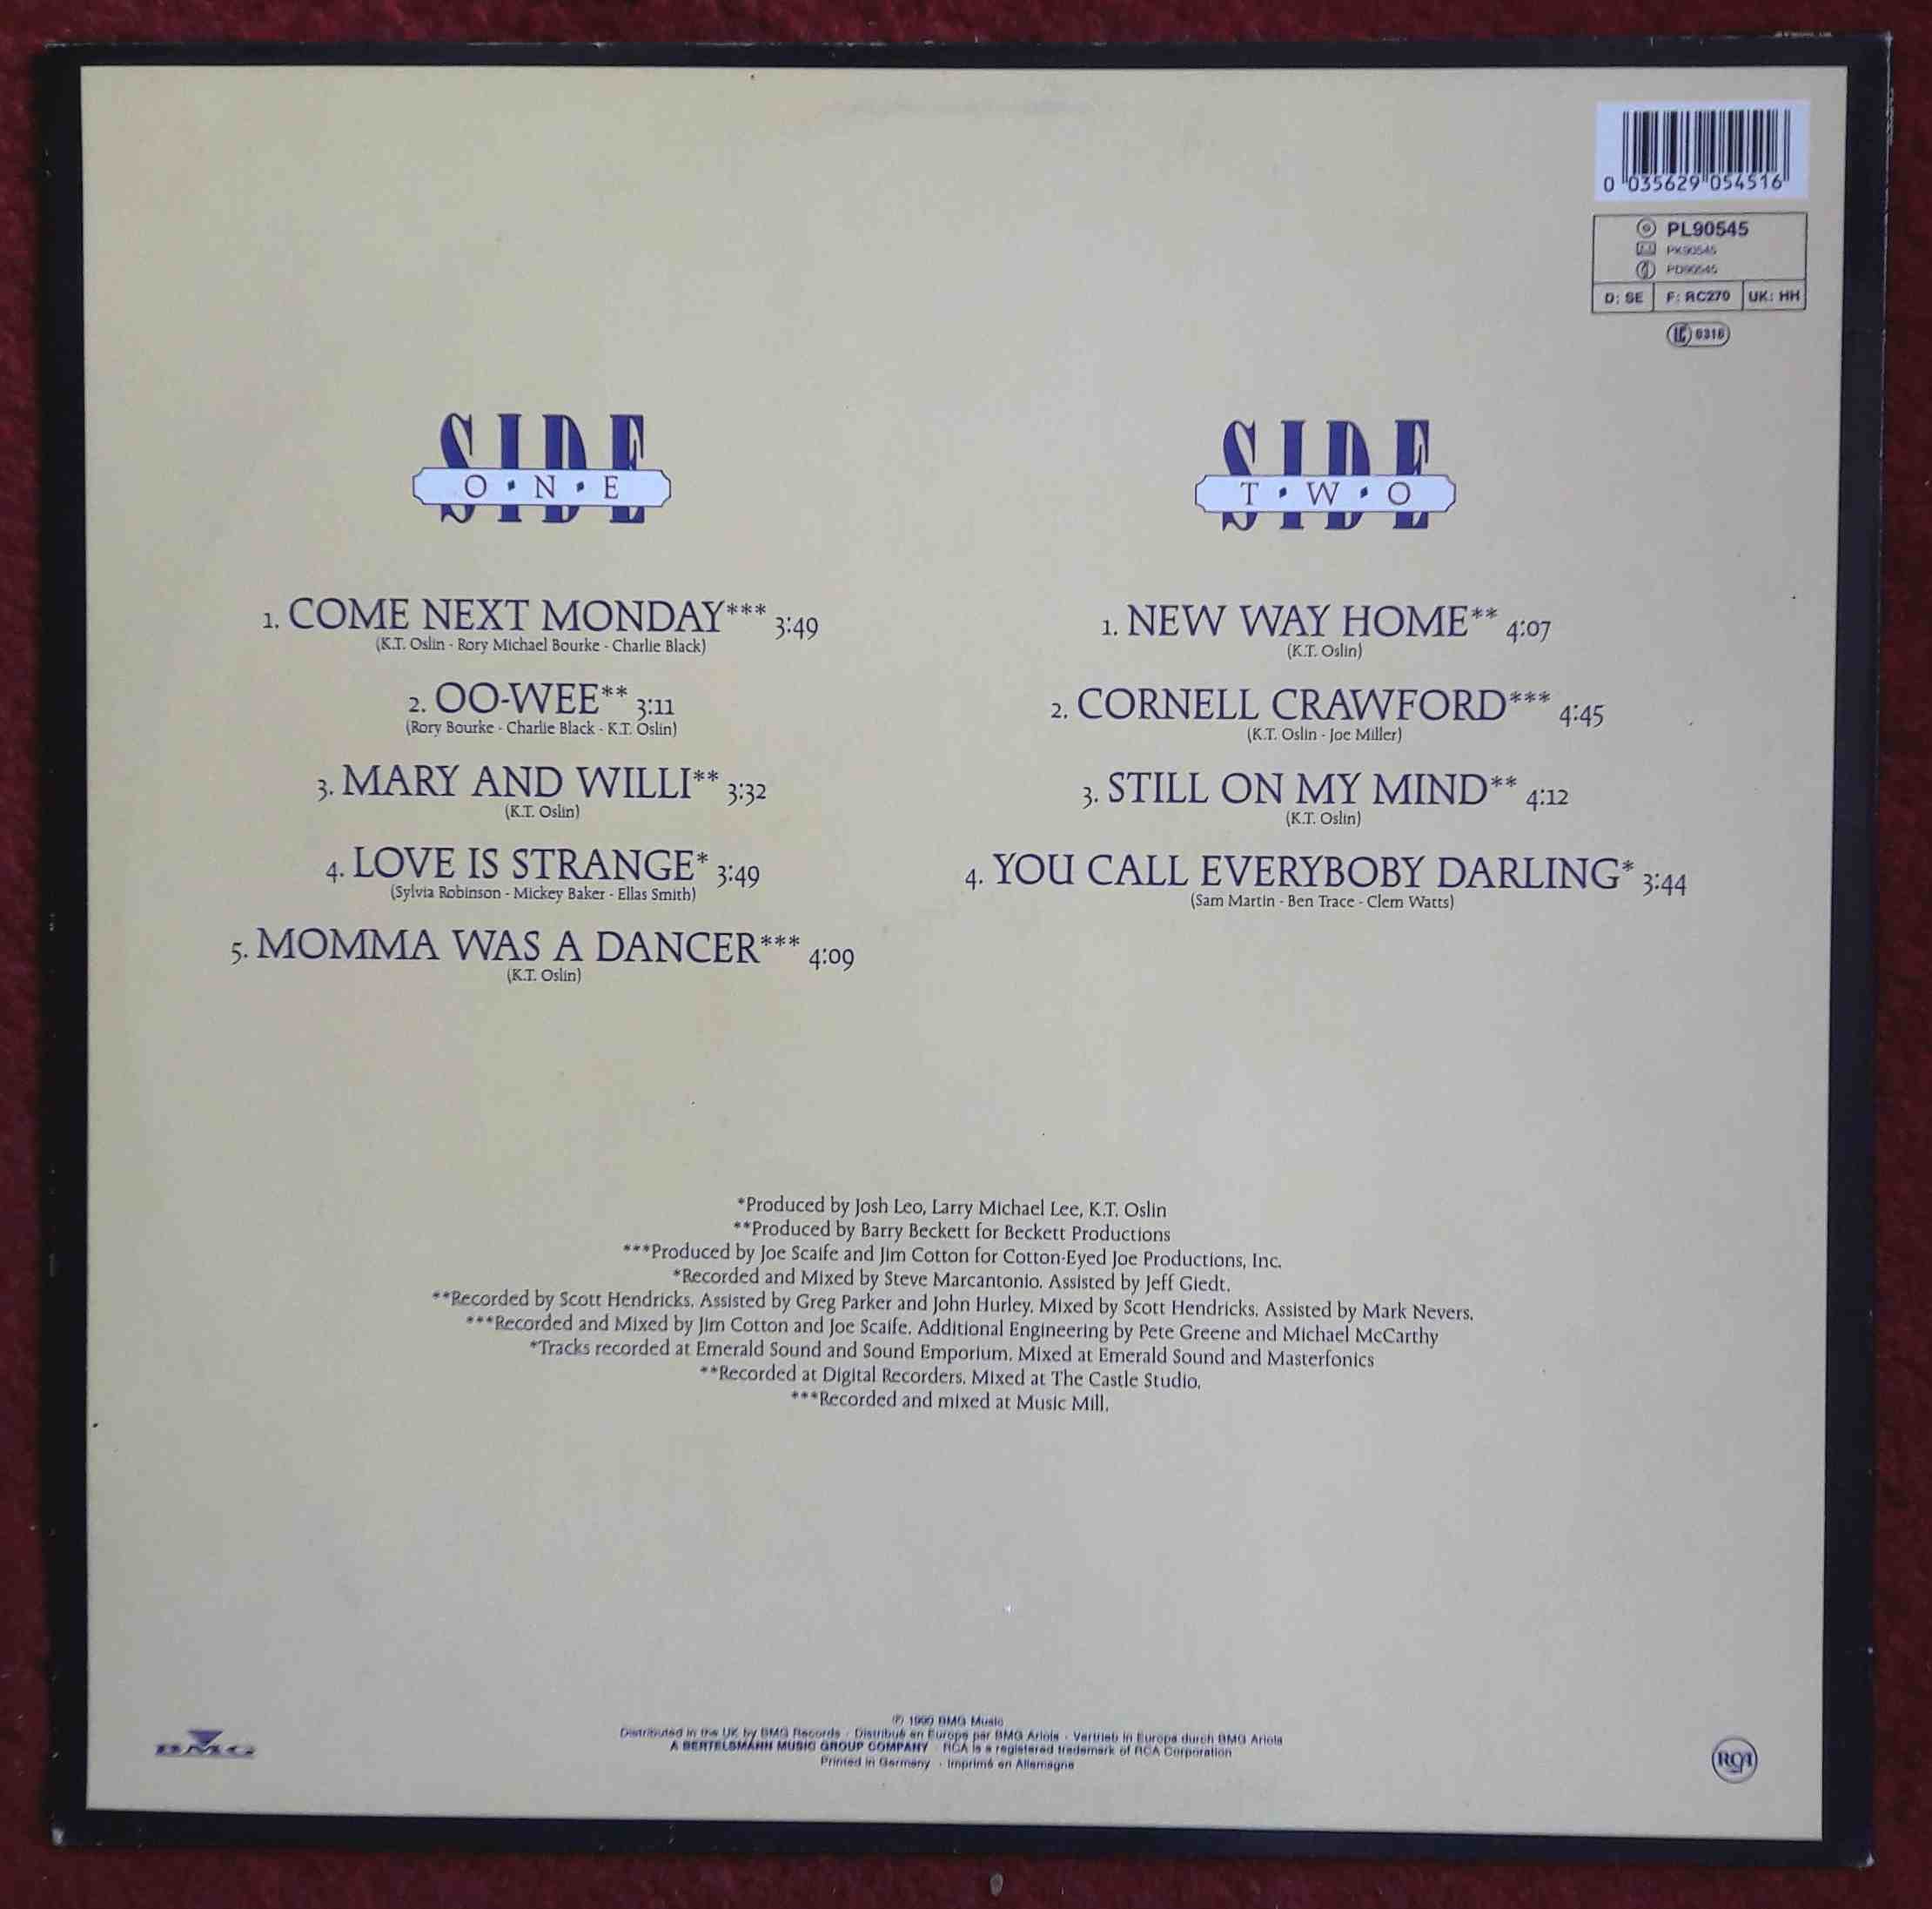 0 035629 054516
PL90545
PK90545
PD90545
D: SE F: RC270 UK: HH
LC 0316
SIDE
O · N · E
1. COME NEXT MONDAY*** 3:49
(K.T. Oslin - Rory Michael Bourke - Charlie Black)
2. OO-WEE** 3:11
(Rory Bourke - Charlie Black - K.T. Oslin)
3. MARY AND WILLI** 3:32
(K.T. Oslin)
4. LOVE IS STRANGE* 3:49
(Sylvia Robinson - Mickey Baker - Ellas Smith)
5. MOMMA WAS A DANCER*** 4:09
(K.T. Oslin)
SIDE
T · W · O
1. NEW WAY HOME** 4:07
(K.T. Oslin)
2. CORNELL CRAWFORD*** 4:45
(K.T. Oslin - Joe Miller)
3. STILL ON MY MIND** 4:12
(K.T. Oslin)
4. YOU CALL EVERYBOBY DARLING* 3:44
(Sam Martin - Ben Trace - Clem Watts)
*Produced by Josh Leo, Larry Michael Lee, K.T. Oslin
**Produced by Barry Beckett for Beckett Productions
***Produced by Joe Scaife and Jim Cotton for Cotton-Eyed Joe Productions, Inc.
*Recorded and Mixed by Steve Marcantonio. Assisted by Jeff Giedt.
**Recorded by Scott Hendricks. Assisted by Greg Parker and John Hurley. Mixed by Scott Hendricks. Assisted by Mark Nevers.
***Recorded and Mixed by Jim Cotton and Joe Scaife. Additional Engineering by Pete Greene and Michael McCarthy
*Tracks recorded at Emerald Sound and Sound Emporium. Mixed at Emerald Sound and Masterfonics
**Recorded at Digital Recorders. Mixed at The Castle Studio.
***Recorded and mixed at Music Mill.
℗ 1990 BMG Music
Distributed in the UK by BMG Records · Distribué en Europe par BMG Ariola · Vertrieb in Europa durch BMG Ariola
A BERTELSMANN MUSIC GROUP COMPANY · RCA is a registered trademark of RCA Corporation
Printed in Germany · Imprimé en Allemagne
BMG
RCA